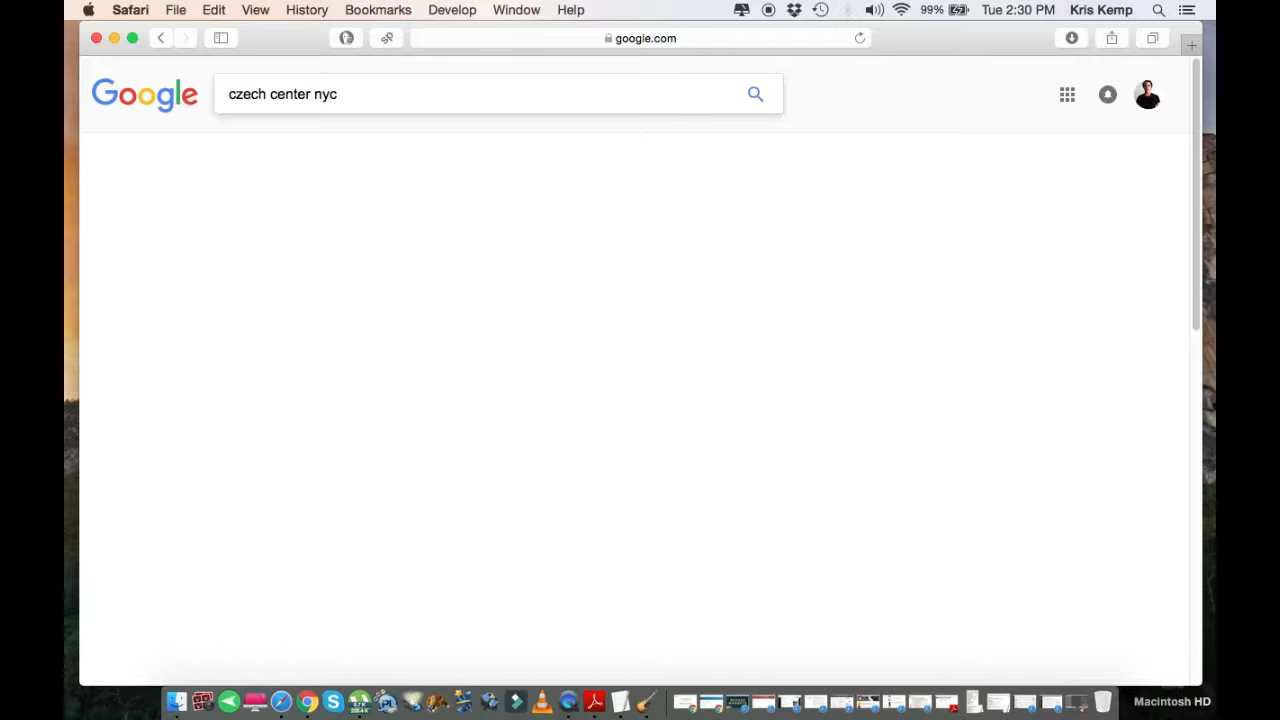 Safari File Edit View History Bookmarks Develop Window Help 99% Tue 2:30 PM Kris Kemp
google.com
Google czech center nyc
Macintosh HD